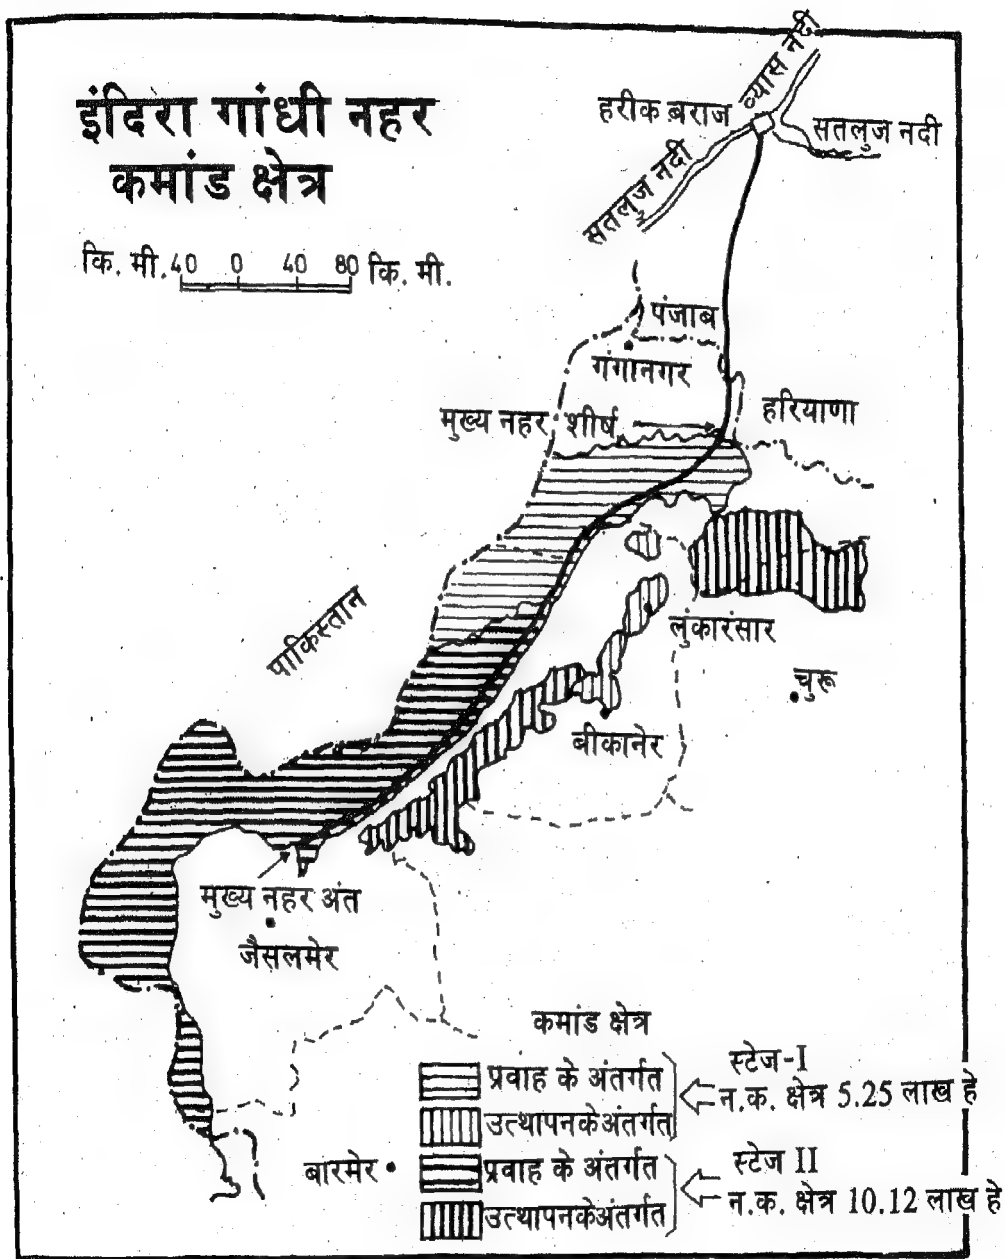 इंदिरा गांधी नहर
कमांड क्षेत्र
कि. मी. 40 0 40 80 कि. मी.
व्यास नदी
हरीक बराज
सतलुज नदी
सतलुज नदी
पंजाब
गंगानगर
हरियाणा
मुख्य नहर शीर्ष
पाकिस्तान
लुंकारंसार
चुरू
बीकानेर
मुख्य नहर अंत
जैसलमेर
कमांड क्षेत्र
प्रवाह के अंतर्गत
उत्थापनकेअंतर्गत
स्टेज-I
न.क. क्षेत्र 5.25 लाख हे
बारमेर
प्रवाह के अंतर्गत
उत्थापनकेअंतर्गत
स्टेज II
न.क. क्षेत्र 10.12 लाख हे